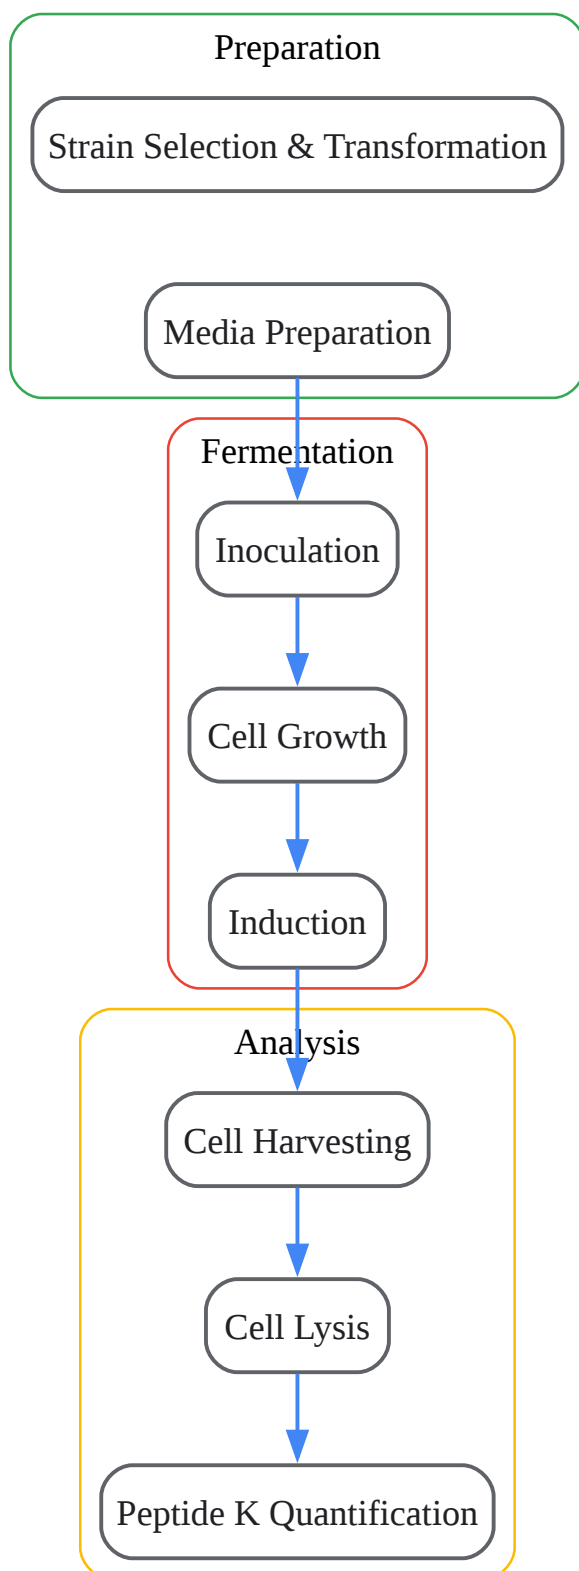 Preparation
Strain Selection & Transformation
Media Preparation
Fermentation
Inoculation
Cell Growth
Induction
Analysis
Cell Harvesting
Cell Lysis
Peptide K Quantification